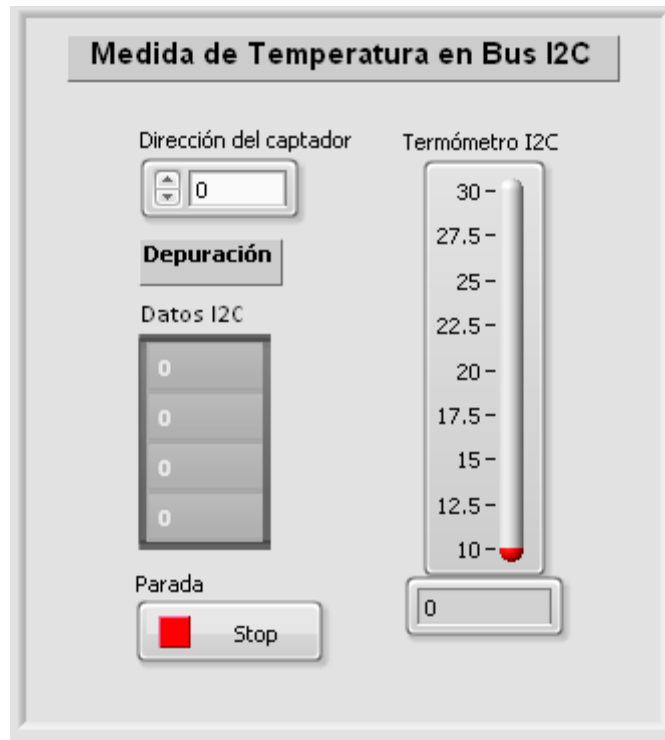 Medida de Temperatura en Bus I2C
Dirección del captador
0
Depuración
Datos I2C
0
0
0
0
Parada
Stop
Termómetro I2C
30
27.5
25
22.5
20
17.5
15
12.5
10
0